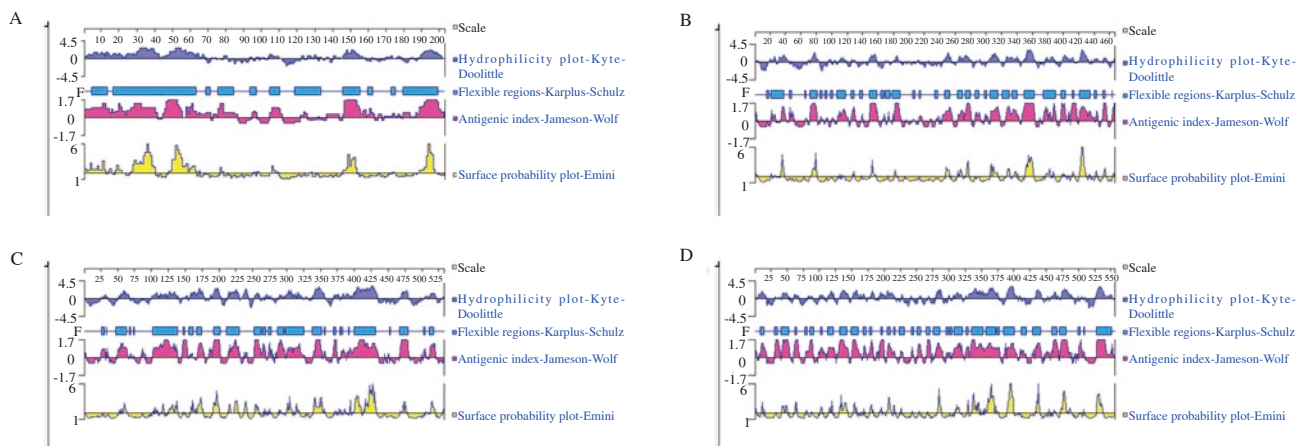 A
Scale
10 20 30 40 50 60 70 80 90 100 110 120 130 140 150 160 170 180 190 200
4.5
0
-4.5
Hydrophilicity plot-Kyte-
Doolittle
F
Flexible regions-Karplus-Schulz
1.7
0
-1.7
Antigenic index-Jameson-Wolf
6
1
Surface probability plot-Emini
B
Scale
20 40 60 80 100 120 140 160 180 200 220 240 260 280 300 320 340 360 380 400 420 440 460
4.5
0
-4.5
Hydrophilicity plot-Kyte-
Doolittle
F
Flexible regions-Karplus-Schulz
1.7
0
-1.7
Antigenic index-Jameson-Wolf
6
1
Surface probability plot-Emini
C
Scale
25 50 75 100 125 150 175 200 225 250 275 300 325 350 375 400 425 450 475 500 525
4.5
0
-4.5
Hydrophilicity plot-Kyte-
Doolittle
F
Flexible regions-Karplus-Schulz
1.7
0
-1.7
Antigenic index-Jameson-Wolf
6
1
Surface probability plot-Emini
D
Scale
25 50 75 100 125 150 175 200 225 250 275 300 325 350 375 400 425 450 475 500 525 550
4.5
0
-4.5
Hydrophilicity plot-Kyte-
Doolittle
F
Flexible regions-Karplus-Schulz
1.7
0
-1.7
Antigenic index-Jameson-Wolf
6
1
Surface probability plot-Emini